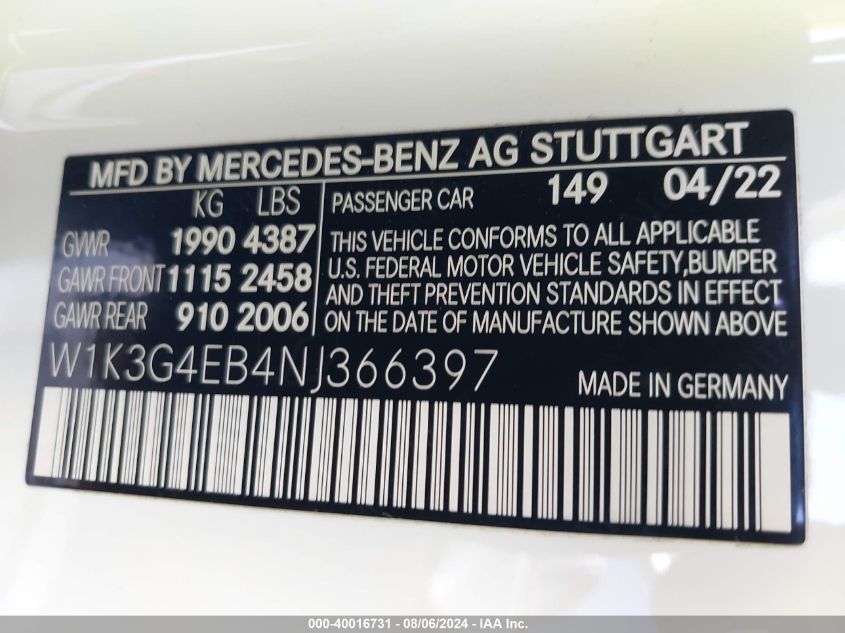 MFD BY MERCEDES-BENZ AG STUTTGART
KG LBS
GVWR 1990 4387
GAWR FRONT 1115 2458
GAWR REAR 910 2006
PASSENGER CAR 149 04/22
THIS VEHICLE CONFORMS TO ALL APPLICABLE
U.S. FEDERAL MOTOR VEHICLE SAFETY,BUMPER
AND THEFT PREVENTION STANDARDS IN EFFECT
ON THE DATE OF MANUFACTURE SHOWN ABOVE
W1K3G4EB4NJ366397
MADE IN GERMANY
000-40016731 - 08/06/2024 - IAA Inc.